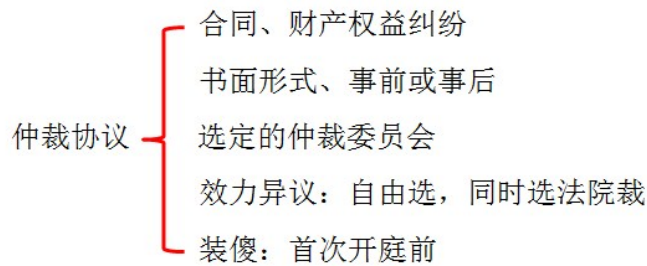 合同、财产权益纠纷
书面形式、事前或事后
仲裁协议
选定的仲裁委员会
效力异议：自由选，同时选法院裁
装傻：首次开庭前